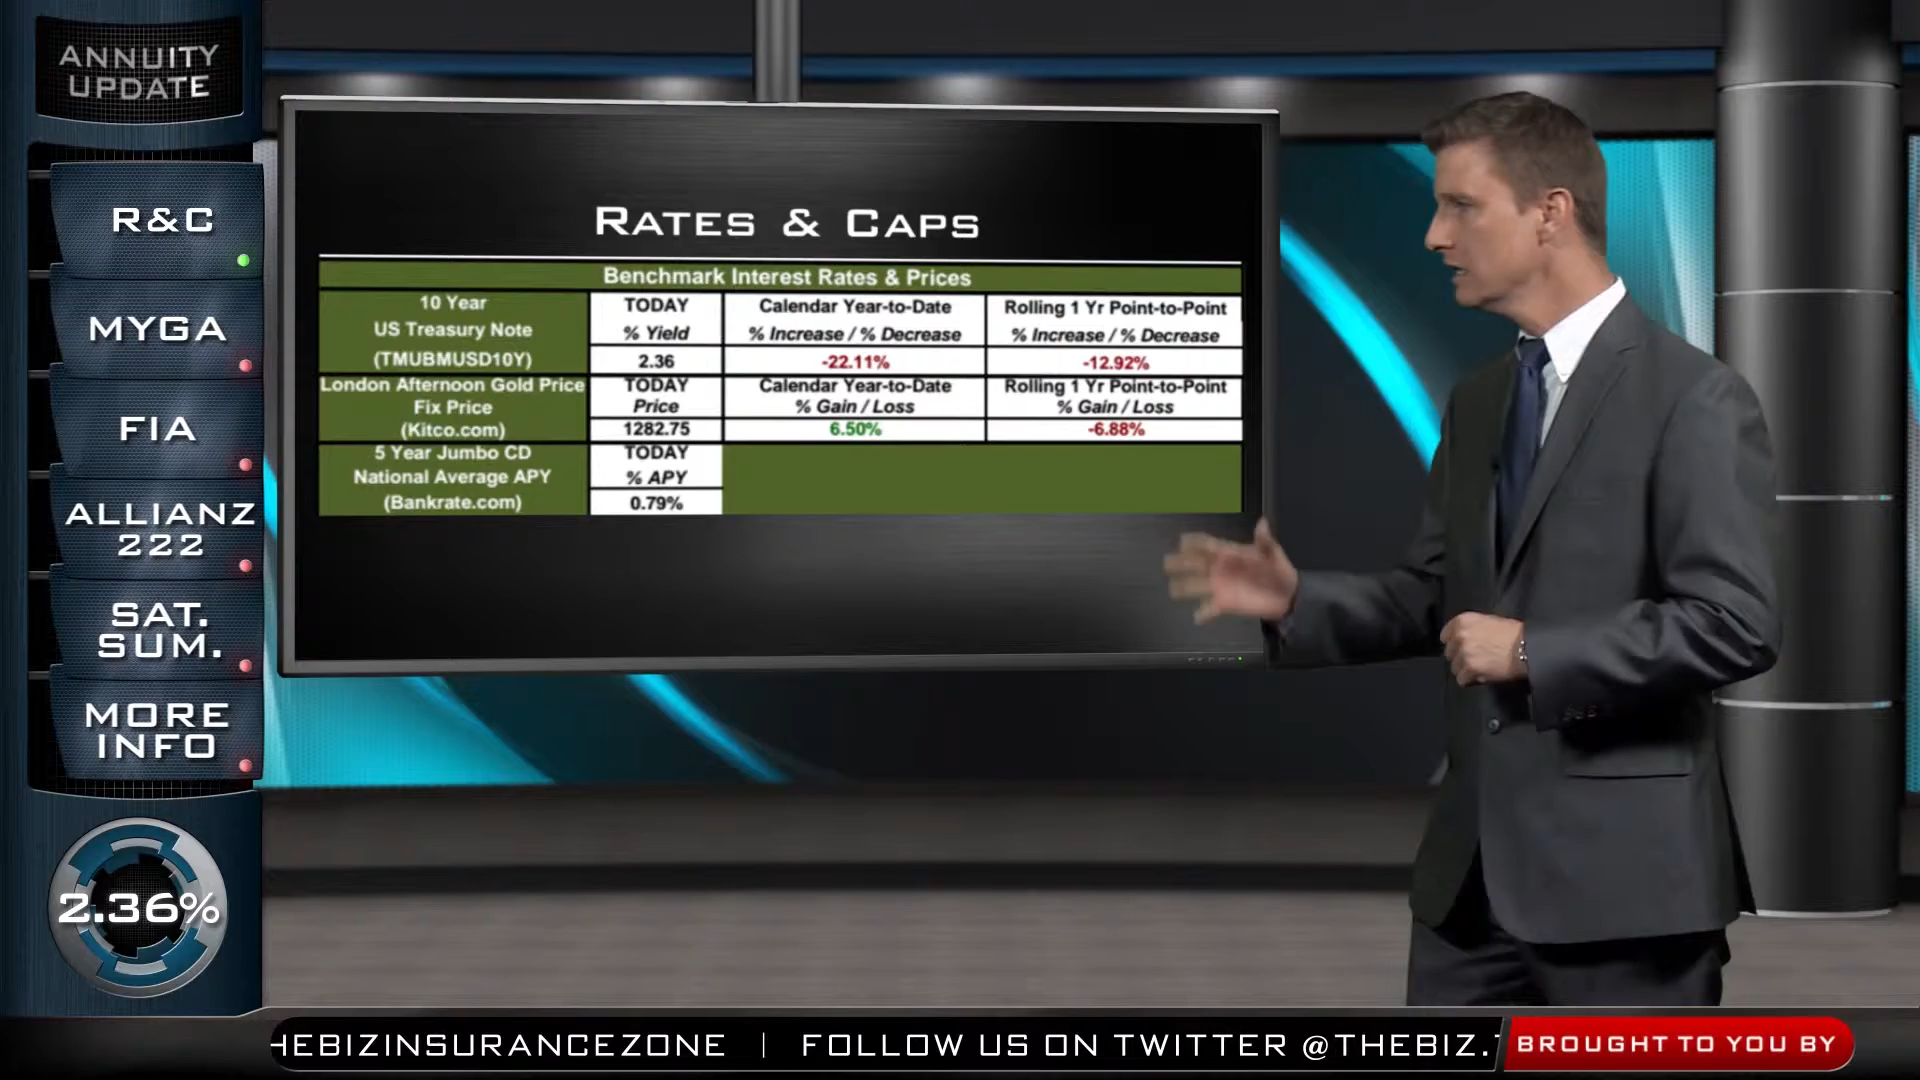 ANNUITY
UPDATE
R&C
MYGA
FIA
ALLIANZ
222
SAT.
SUM.
MORE
INFO
2.36%
RATES & CAPS
Benchmark Interest Rates & Prices
10 Year
US Treasury Note
(TMUBMUSD10Y)
TODAY
% Yield
2.36
Calendar Year-to-Date
% Increase / % Decrease
-22.11%
Rolling 1 Yr Point-to-Point
% Increase / % Decrease
-12.92%
London Afternoon Gold Price
Fix Price
(Kitco.com)
TODAY
Price
1282.75
Calendar Year-to-Date
% Gain / Loss
6.50%
Rolling 1 Yr Point-to-Point
% Gain / Loss
-6.88%
5 Year Jumbo CD
National Average APY
(Bankrate.com)
TODAY
% APY
0.79%
HEBIZINSURANCEZONE | FOLLOW US ON TWITTER @THEBIZ.
BROUGHT TO YOU BY